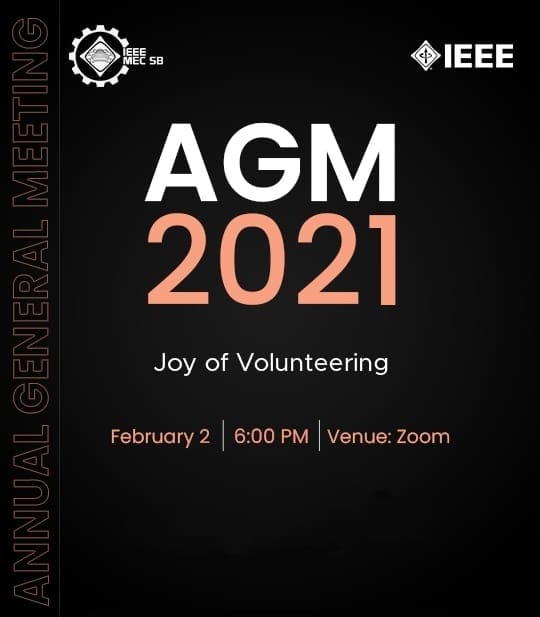 ANNUAL GENERAL MEETING
IEEE
MEC SB
IEEE
AGM
2021
Joy of Volunteering
February 2 | 6:00 PM | Venue: Zoom